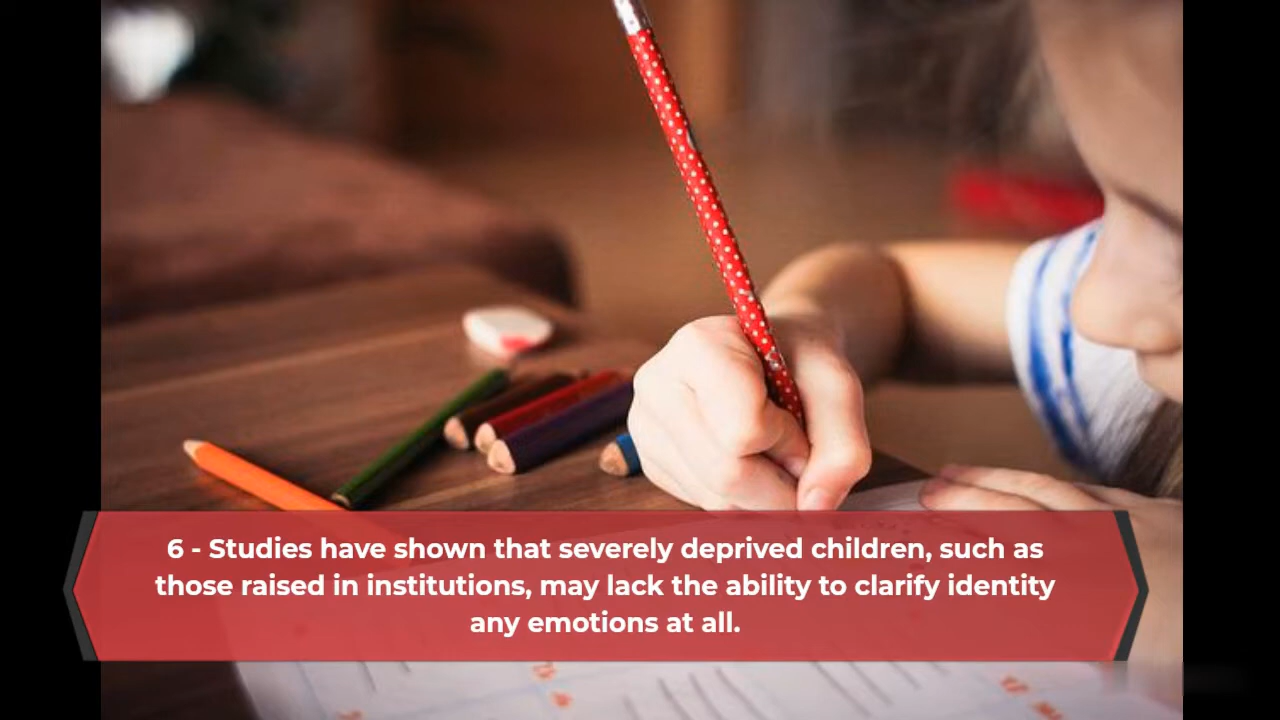 6 - Studies have shown that severely deprived children, such as
those raised in institutions, may lack the ability to clarify identity
any emotions at all.